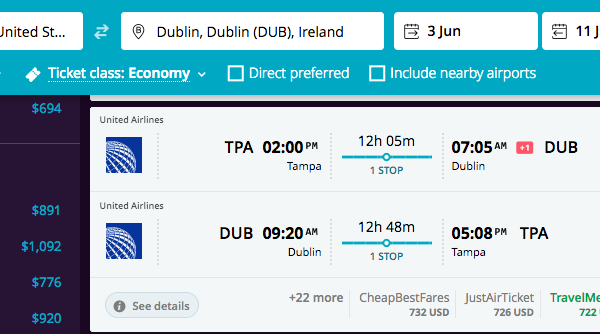 United St...
Dublin, Dublin (DUB), Ireland
3 Jun
11 J
Ticket class: Economy
Direct preferred
Include nearby airports
$694
$891
$1,092
$776
$920
United Airlines
TPA 02:00 PM
Tampa
12h 05m
1 STOP
07:05 AM +1 DUB
Dublin
United Airlines
DUB 09:20 AM
Dublin
12h 48m
1 STOP
05:08 PM TPA
Tampa
See details
+22 more
CheapBestFares
732 USD
JustAirTicket
726 USD
TravelMe
722